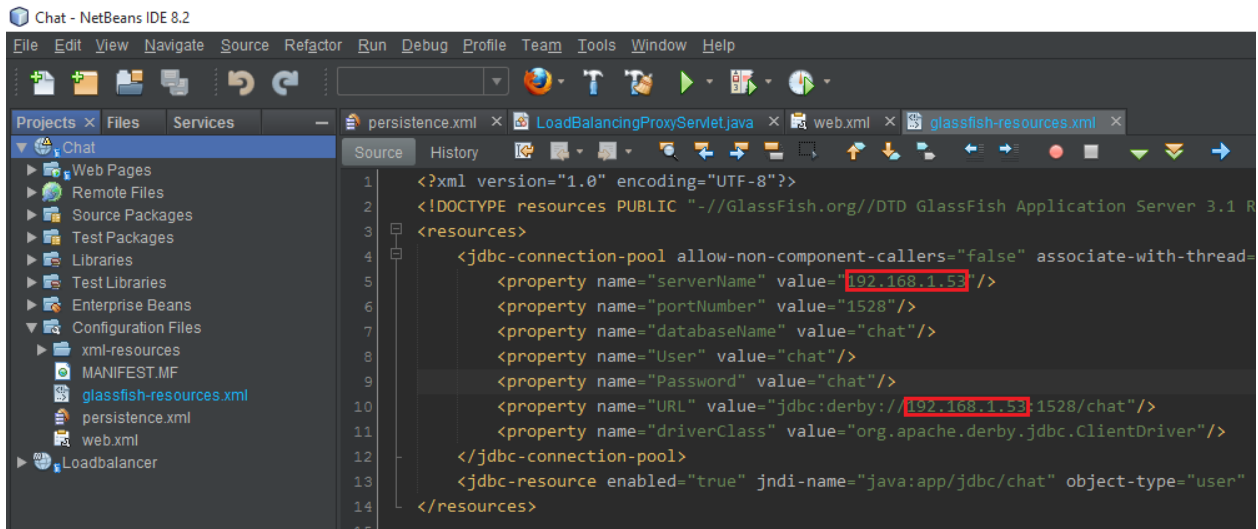 Chat - NetBeans IDE 8.2
File Edit View Navigate Source Refactor Run Debug Profile Team Tools Window Help
Projects Files Services
persistence.xml LoadBalancingProxyServlet.java web.xml glassfish-resources.xml
Source History
Chat
Web Pages
Remote Files
Source Packages
Test Packages
Libraries
Test Libraries
Enterprise Beans
Configuration Files
xml-resources
MANIFEST.MF
glassfish-resources.xml
persistence.xml
web.xml
Loadbalancer
1 <?xml version="1.0" encoding="UTF-8"?>
2 <!DOCTYPE resources PUBLIC "-//GlassFish.org//DTD GlassFish Application Server 3.1 R
3 <resources>
4 <jdbc-connection-pool allow-non-component-callers="false" associate-with-thread=
5 <property name="serverName" value="192.168.1.53"/>
6 <property name="portNumber" value="1528"/>
7 <property name="databaseName" value="chat"/>
8 <property name="User" value="chat"/>
9 <property name="Password" value="chat"/>
10 <property name="URL" value="jdbc:derby://192.168.1.53:1528/chat"/>
11 <property name="driverClass" value="org.apache.derby.jdbc.ClientDriver"/>
12 </jdbc-connection-pool>
13 <jdbc-resource enabled="true" jndi-name="java:app/jdbc/chat" object-type="user"
14 </resources>